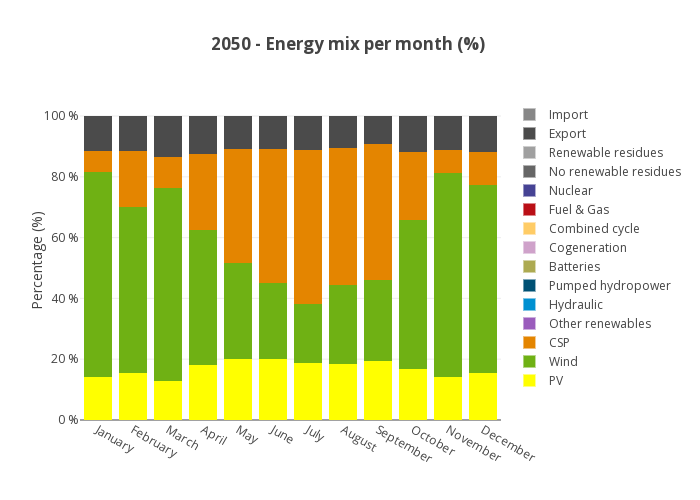 2050 - Energy mix per month (%)
Percentage (%)
100 %
80 %
60 %
40 %
20 %
0 %
January
February
March
April
May
June
July
August
September
October
November
December
Import
Export
Renewable residues
No renewable residues
Nuclear
Fuel & Gas
Combined cycle
Cogeneration
Batteries
Pumped hydropower
Hydraulic
Other renewables
CSP
Wind
PV